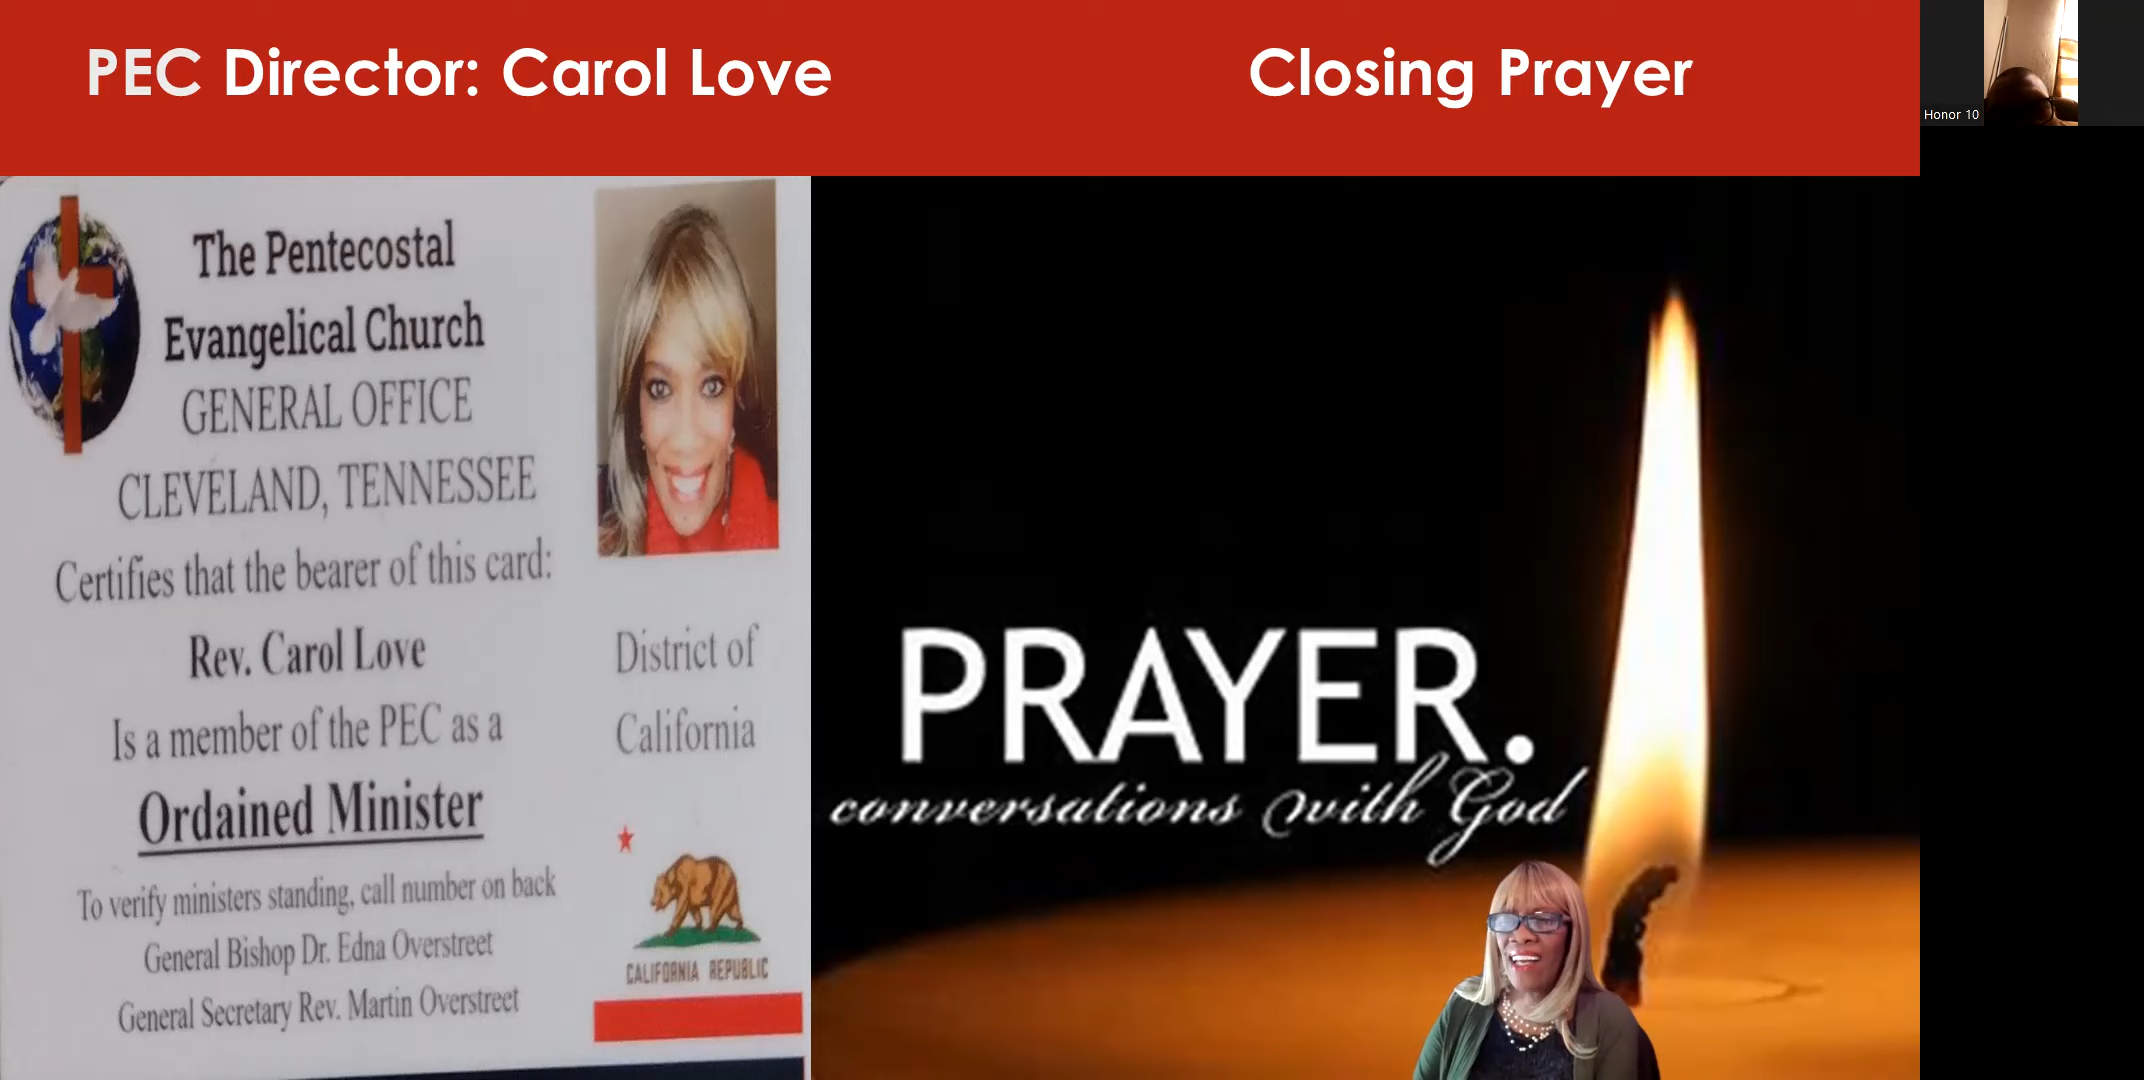 PEC Director: Carol Love
Closing Prayer
Honor 10
The Pentecostal
Evangelical Church
GENERAL OFFICE
CLEVELAND, TENNESSEE
Certifies that the bearer of this card:
Rev. Carol Love
Is a member of the PEC as a
Ordained Minister
To verify ministers standing, call number on back
General Bishop Dr. Edna Overstreet
General Secretary Rev. Martin Overstreet
District of
California
CALIFORNIA REPUBLIC
PRAYER.
conversations with God